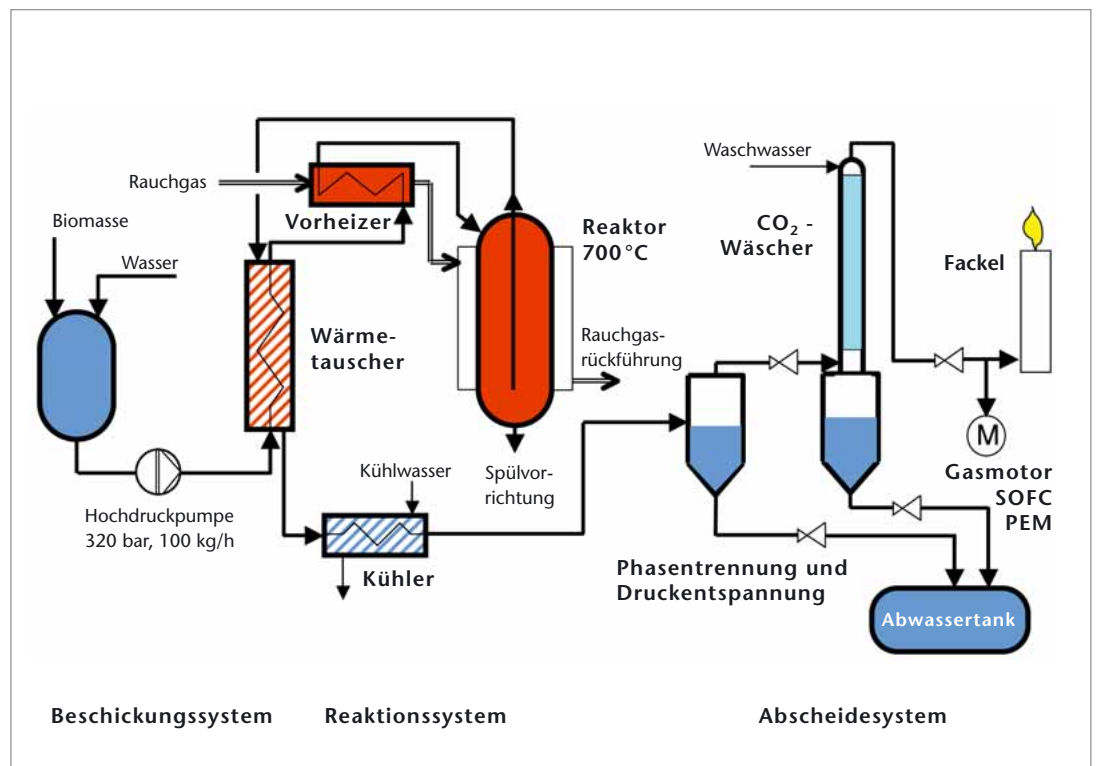 Waschwasser
Rauchgas
Vorheizer
Biomasse
Wasser
Reaktor
700 °C
CO₂ -
Wäscher
Fackel
Wärme-
tauscher
Rauchgas-
rückführung
Kühlwasser
Spülvor-
richtung
M
Gasmotor
SOFC
PEM
Hochdruckpumpe
320 bar, 100 kg/h
Kühler
Phasentrennung und
Druckentspannung
Abwassertank
Beschickungssystem
Reaktionssystem
Abscheidesystem